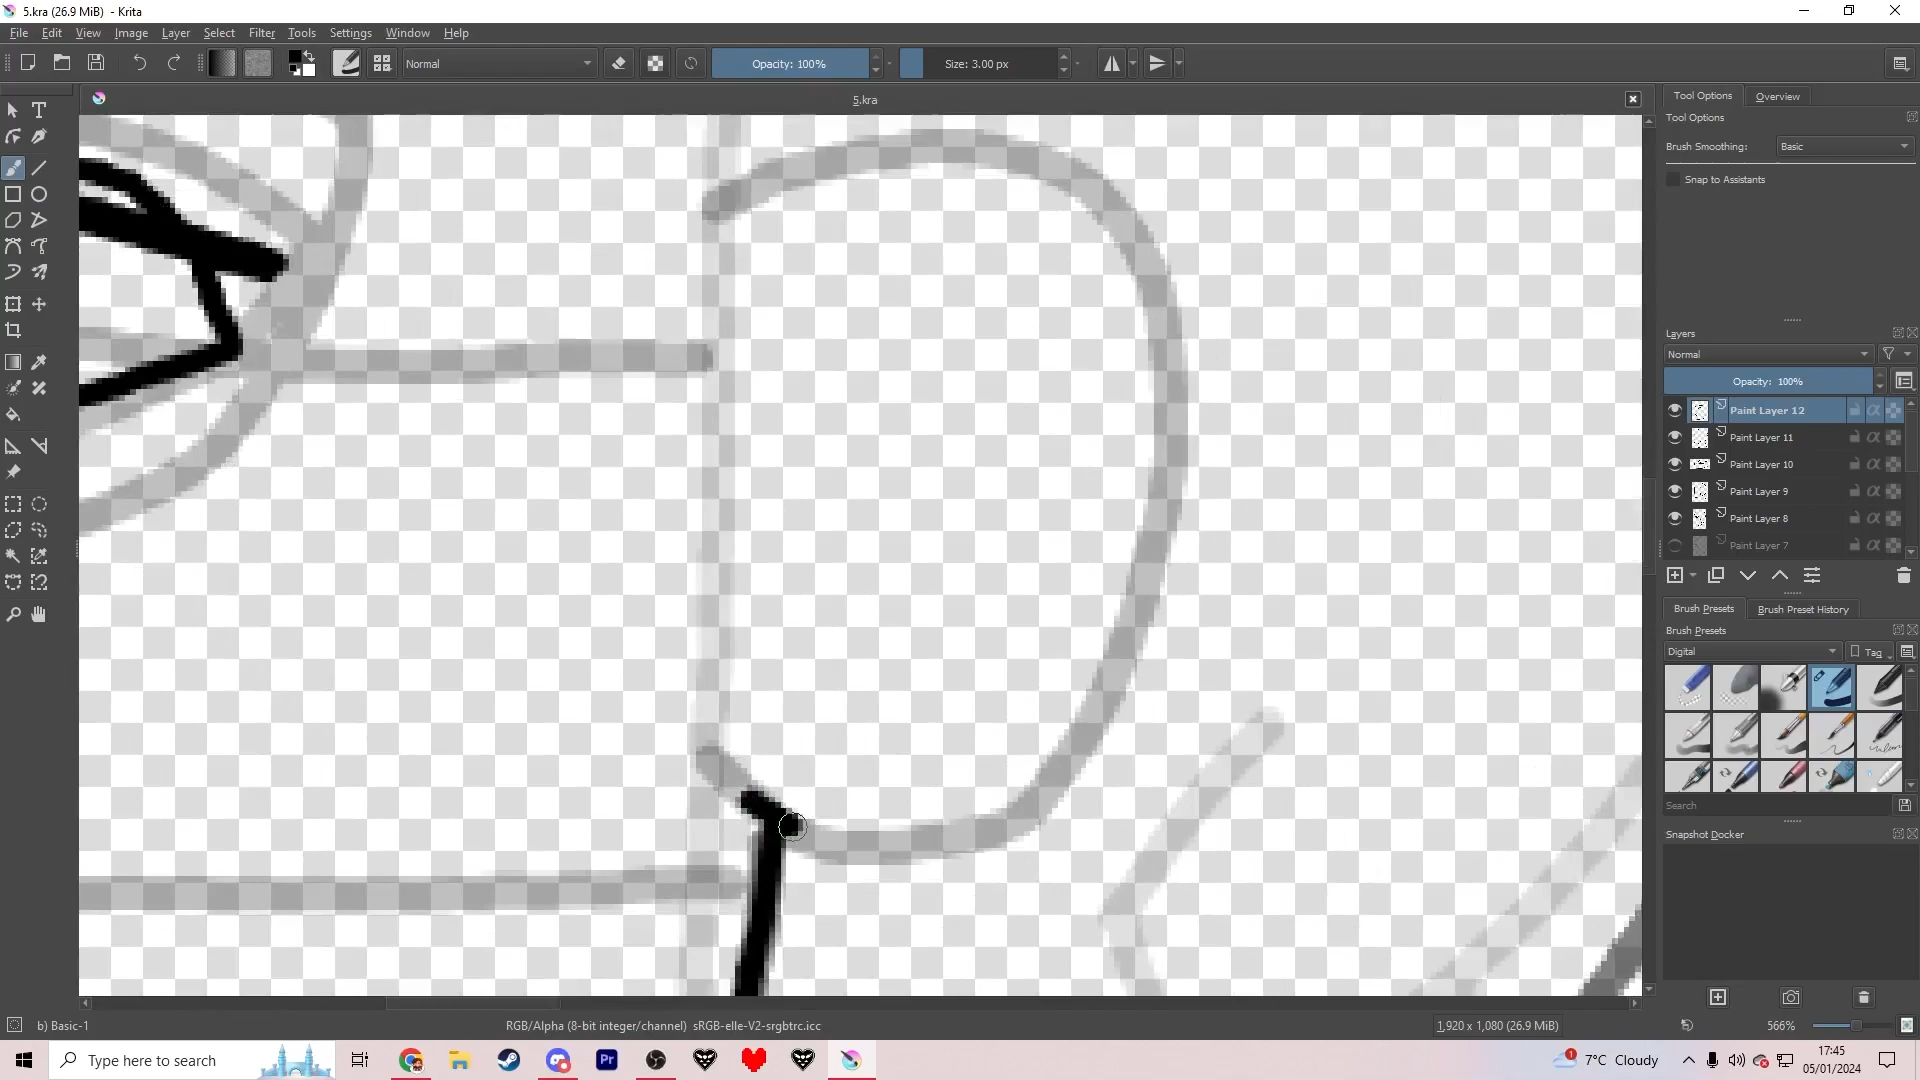 5.kra (26.9 MiB)  - Krita
File Edit View Image Layer Select Filter Tools Settings Window Help
Normal
Opacity: 100%
Size: 3.00 px
5.kra
Tool Options Overview
Tool Options
Brush Smoothing: Basic
Snap to Assistants
Layers
Normal
Opacity: 100%
Paint Layer 12
Paint Layer 11
Paint Layer 10
Paint Layer 9
Paint Layer 8
Paint Layer 7
Brush Presets Brush Preset History
Brush Presets
Digital Tag
Search
Snapshot Docker
b) Basic-1
RGB/Alpha (8-bit integer/channel) sRGB-elle-V2-srgbtrc.icc
1,920 x 1,080 (26.9 MiB)
566%
Type here to search
Pr
1
7°C Cloudy
17:45
05/01/2024